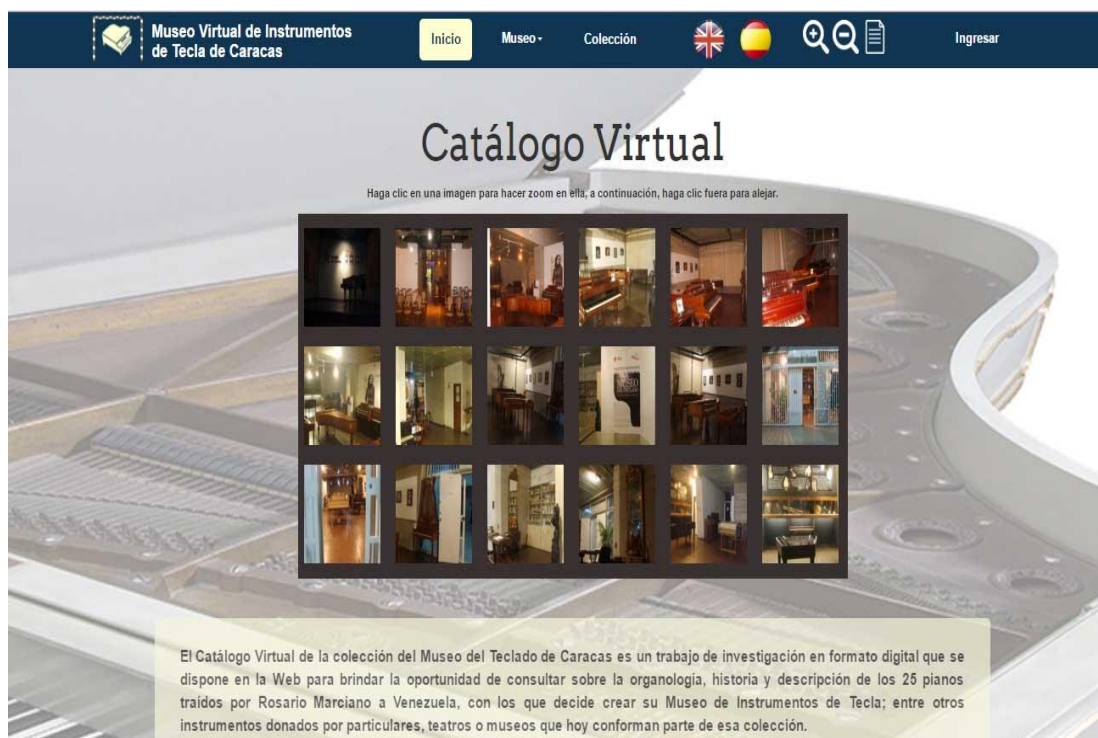 Museo Virtual de Instrumentos
de Tecla de Caracas
Inicio
Museo
Colección
Ingresar
Catálogo Virtual
Haga clic en una imagen para hacer zoom en ella, a continuación, haga clic fuera para alejar.
MUSEO
El Catálogo Virtual de la colección del Museo del Teclado de Caracas es un trabajo de investigación en formato digital que se
dispone en la Web para brindar la oportunidad de consultar sobre la organología, historia y descripción de los 25 pianos
traídos por Rosario Marciano a Venezuela, con los que decide crear su Museo de Instrumentos de Tecla; entre otros
instrumentos donados por particulares, teatros o museos que hoy conforman parte de esa colección.